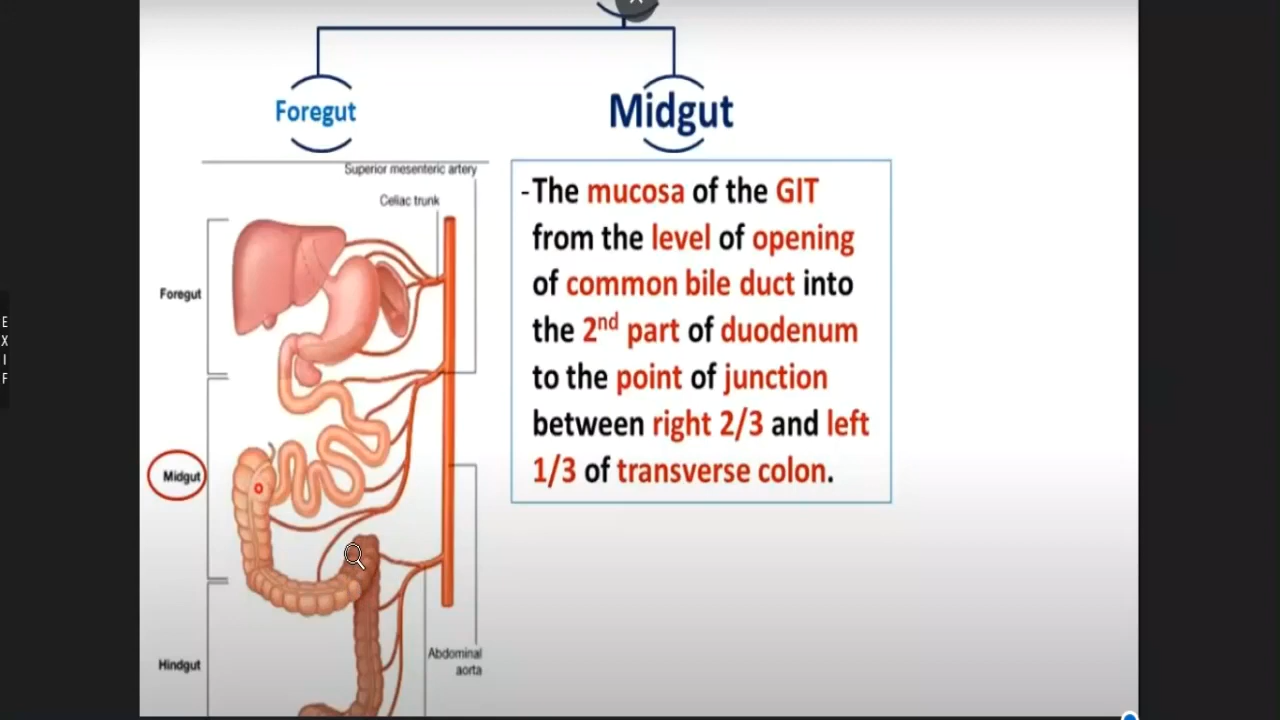 Foregut
Midgut
Superior mesenteric artery
Celiac trunk
Foregut
Midgut
Hindgut
Abdominal
aorta
-The mucosa of the GIT
from the level of opening
of common bile duct into
the 2nd part of duodenum
to the point of junction
between right 2/3 and left
1/3 of transverse colon.
E
X
I
F